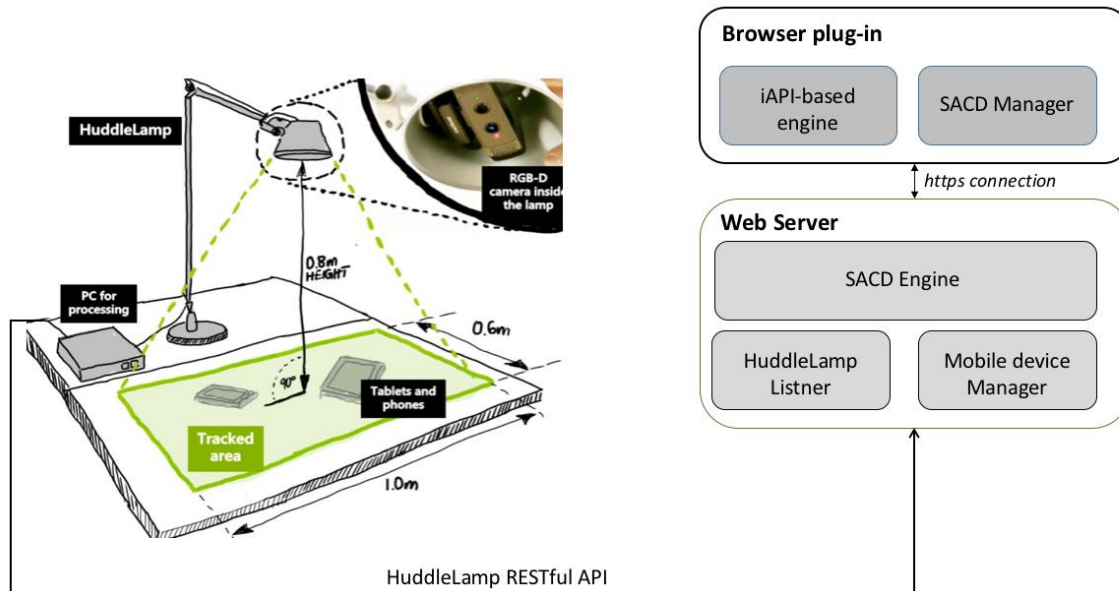 HuddleLamp
RGB-D
camera inside
the lamp
0.8m
HEIGHT
PC for
processing
0.6m
90°
Tablets and
phones
Tracked
area
1.0m
HuddleLamp RESTful API
Browser plug-in
iAPI-based
engine
SACD Manager
https connection
Web Server
SACD Engine
HuddleLamp
Listner
Mobile device
Manager